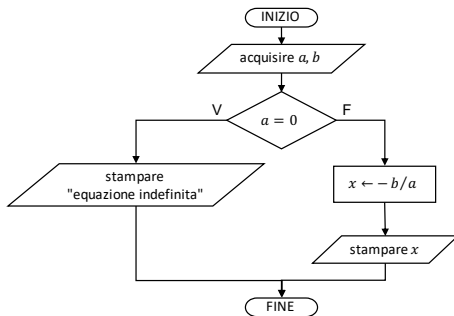 INIZIO
acquisire a, b
V
F
a = 0
stampare
"equazione indefinita"
x ← − b/a
stampare x
FINE